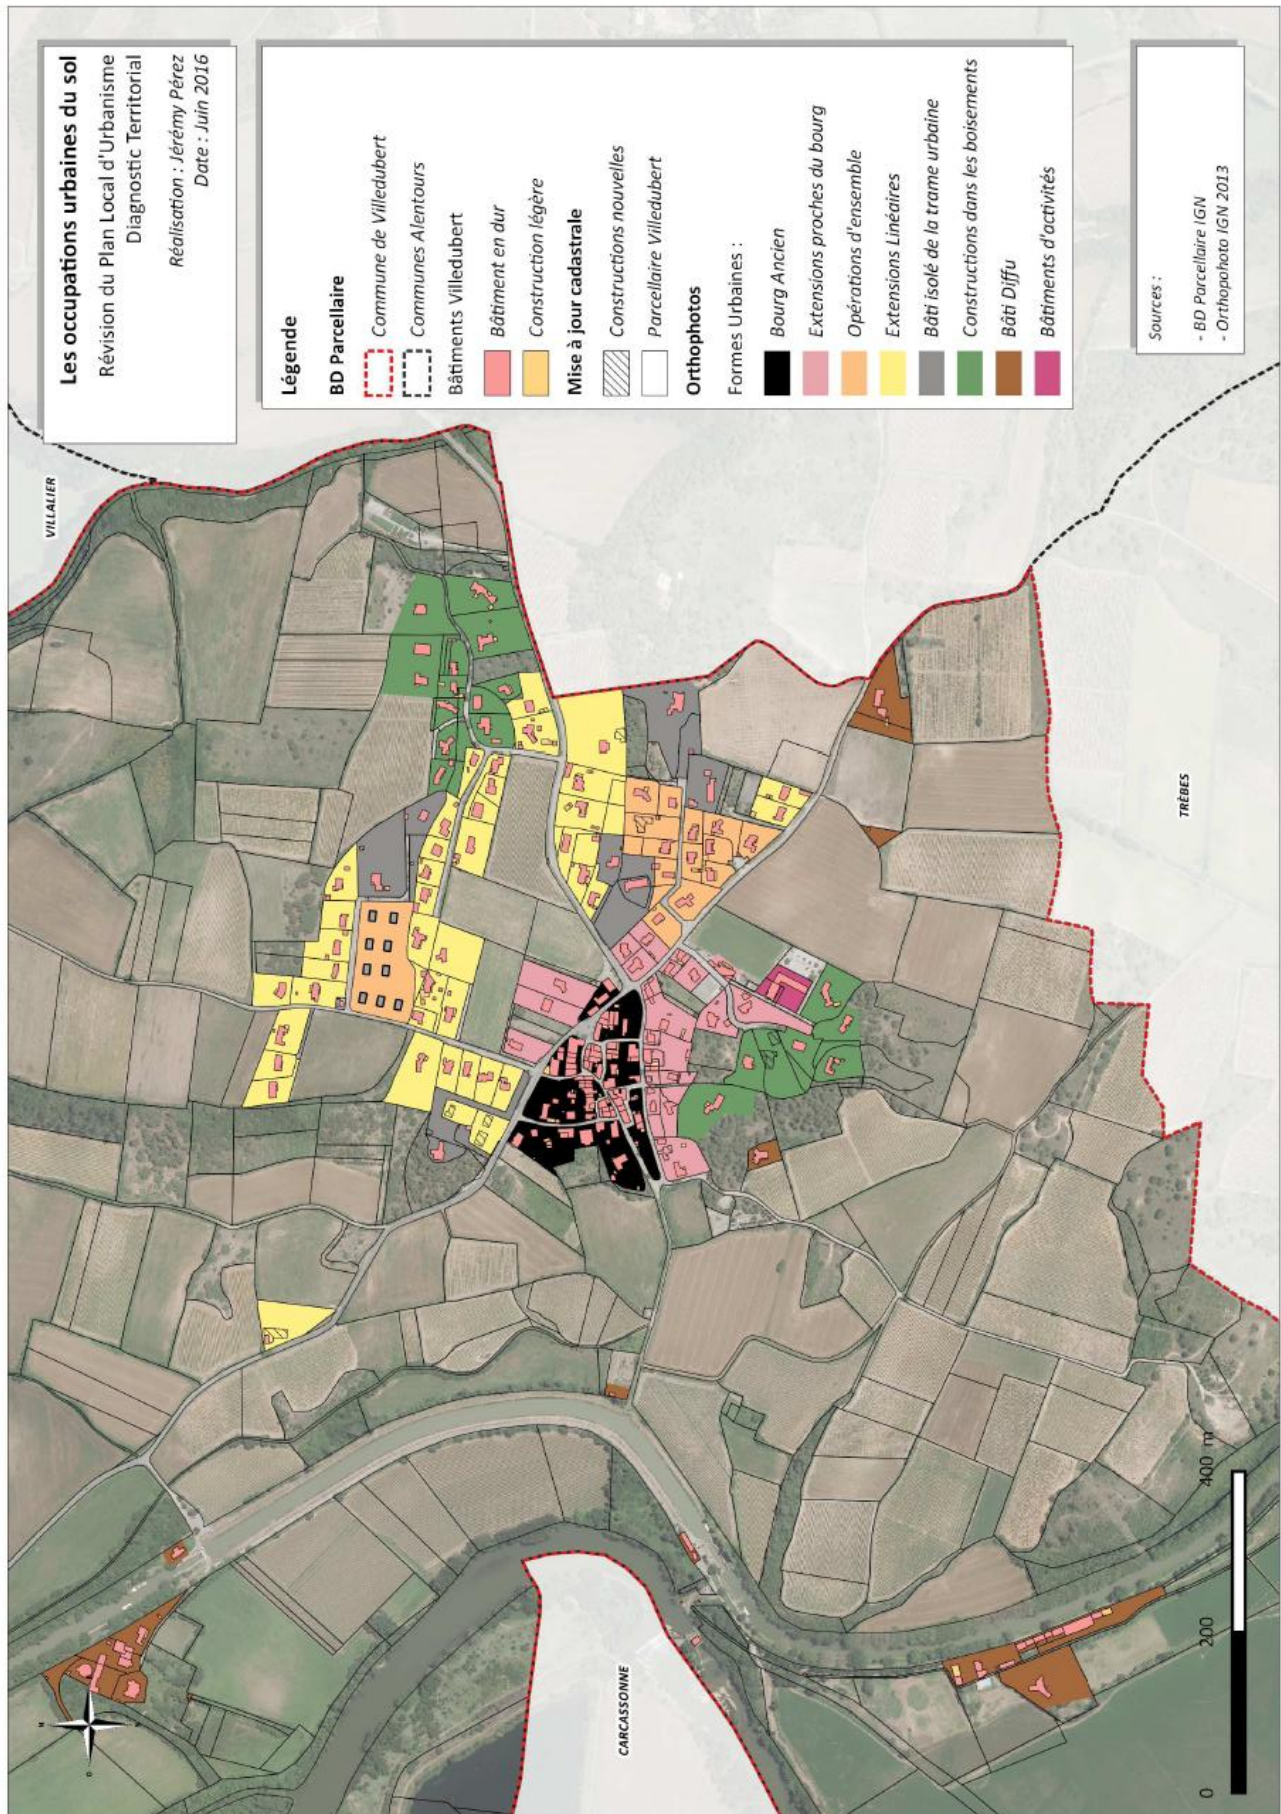 Les occupations urbaines du sol
Révision du Plan Local d'Urbanisme
Diagnostic Territorial
Réalisation : Jérémy Pérez
Date : Juin 2016
Légende
BD Parcellaire
Commune de Villedubert
Communes Alentours
Bâtiments Villedubert
Bâtiment en dur
Construction légère
Mise à jour cadastrale
Constructions nouvelles
Parcellaire Villedubert
Orthophotos
Formes Urbaines :
Bourg Ancien
Extensions proches du bourg
Opérations d'ensemble
Extensions Linéaires
Bâti isolé de la trame urbaine
Constructions dans les boisements
Bâti Diffu
Bâtiments d'activités
Sources :
- BD Parcellaire IGN
- Orthophoto IGN 2013
VILLALIER
TRÈBES
CARCASSONNE
0
200
400 m